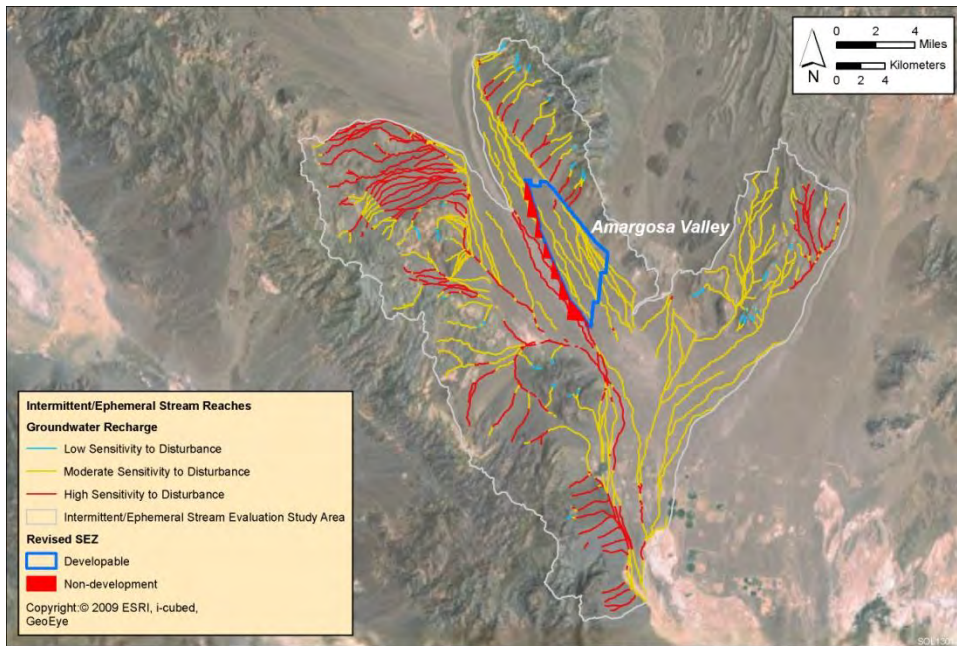 0 2 4
Miles
Kilometers
0 2 4
N
Amargosa Valley
Intermittent/Ephemeral Stream Reaches
Groundwater Recharge
Low Sensitivity to Disturbance
Moderate Sensitivity to Disturbance
High Sensitivity to Disturbance
Intermittent/Ephemeral Stream Evaluation Study Area
Revised SEZ
Developable
Non-development
Copyright:© 2009 ESRI, i-cubed,
GeoEye